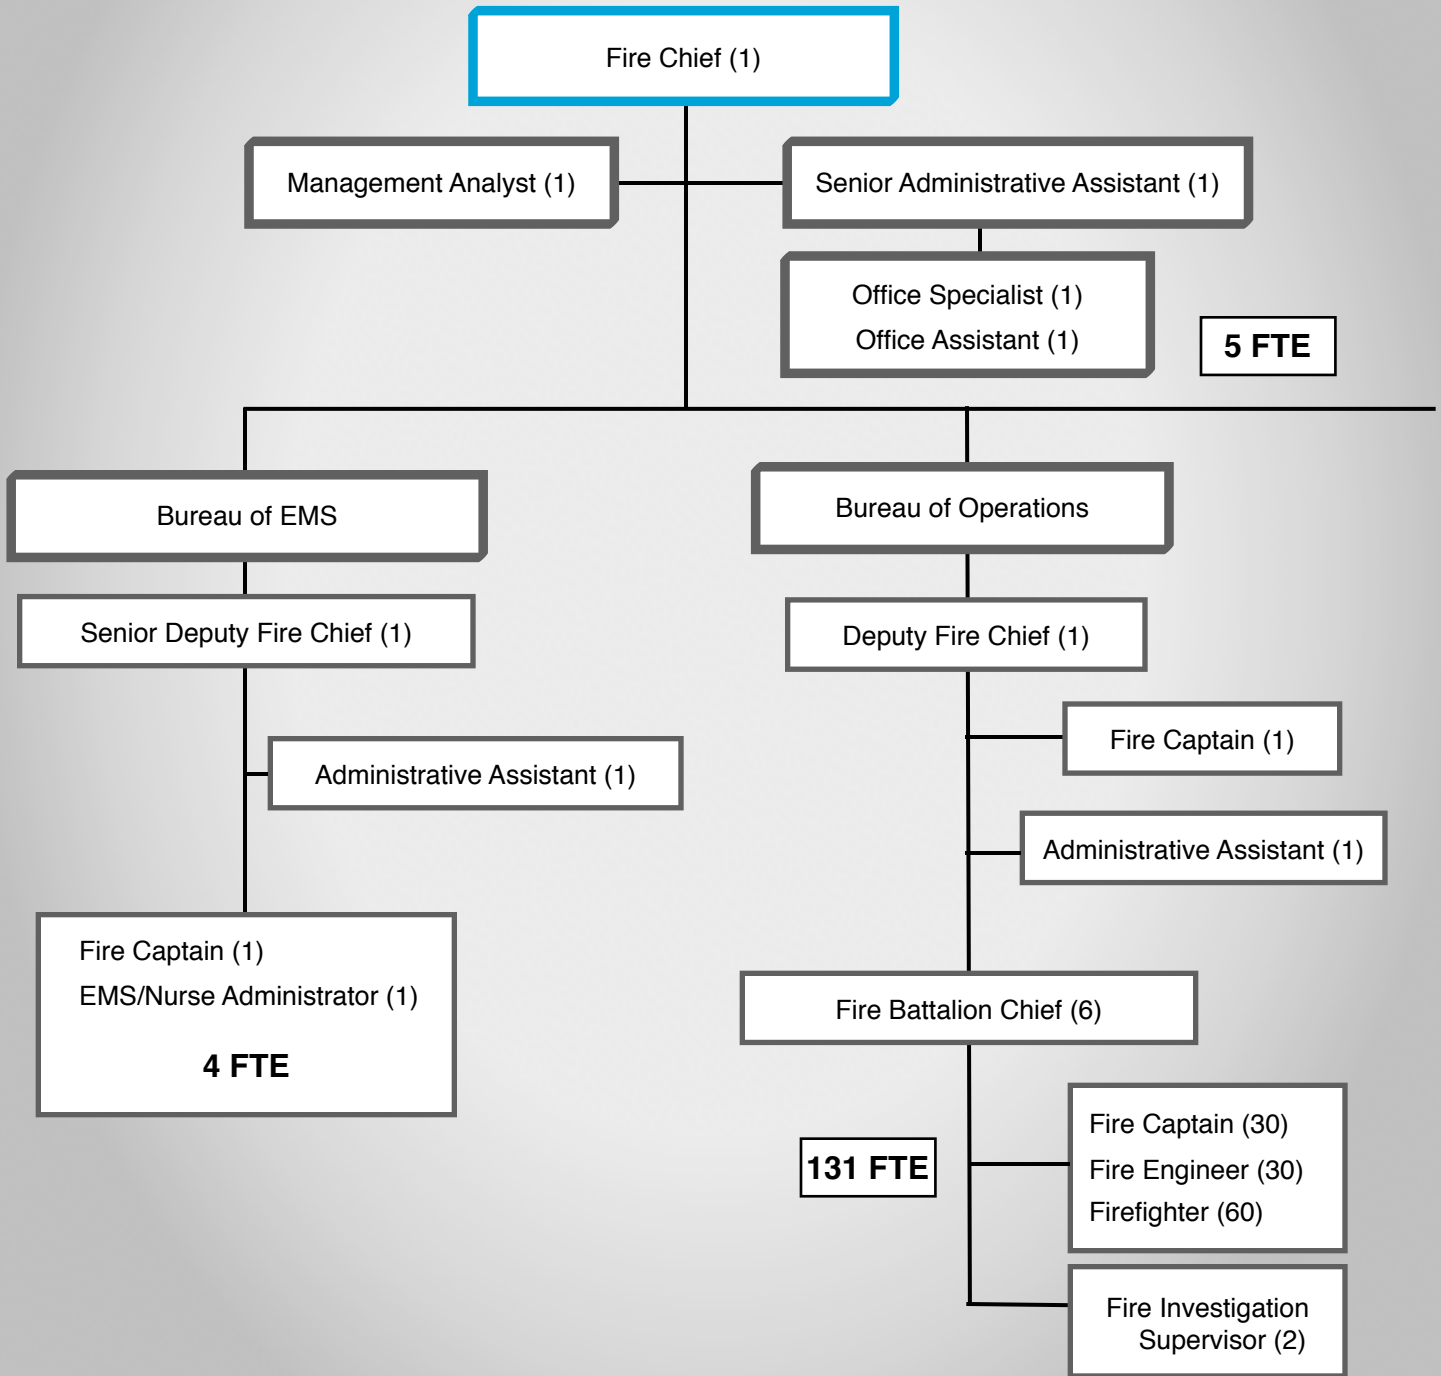 Fire Chief (1)
Management Analyst (1)
Senior Administrative Assistant (1)
Office Specialist (1)
Office Assistant (1)
5 FTE
Bureau of EMS
Senior Deputy Fire Chief (1)
Administrative Assistant (1)
Fire Captain (1)
EMS/Nurse Administrator (1)
4 FTE
Bureau of Operations
Deputy Fire Chief (1)
Fire Captain (1)
Administrative Assistant (1)
Fire Battalion Chief (6)
131 FTE
Fire Captain (30)
Fire Engineer (30)
Firefighter (60)
Fire Investigation
Supervisor (2)